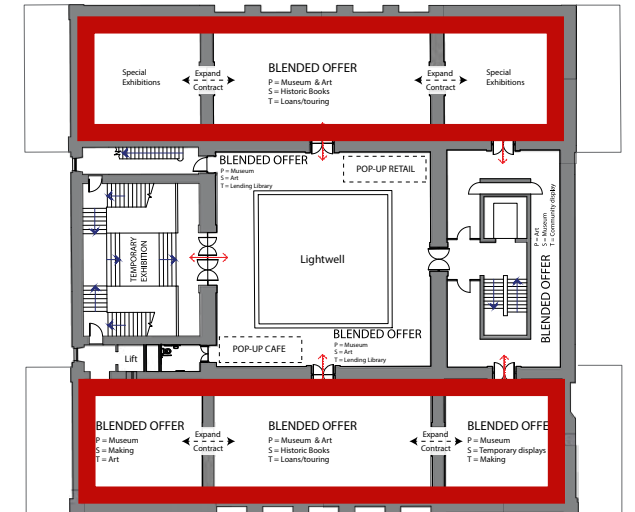 Special
Exhibitions
Expand
Contract
BLENDED OFFER
P = Museum & Art
S = Historic Books
T = Loans/touring
Expand
Contract
Special
Exhibitions
BLENDED OFFER
P = Museum
S = Art
T = Lending Library
POP-UP RETAIL
TEMPORARY
EXHIBITION
Lightwell
P = Art
S = Museum
T = Community display
BLENDED OFFER
Lift
POP-UP CAFE
BLENDED OFFER
P = Museum
S = Art
T = Lending Library
BLENDED OFFER
P = Museum
S = Making
T = Art
Expand
Contract
BLENDED OFFER
P = Museum & Art
S = Historic Books
T = Loans/touring
Expand
Contract
BLENDED OFFE
P = Museum
S = Temporary displays
T = Making